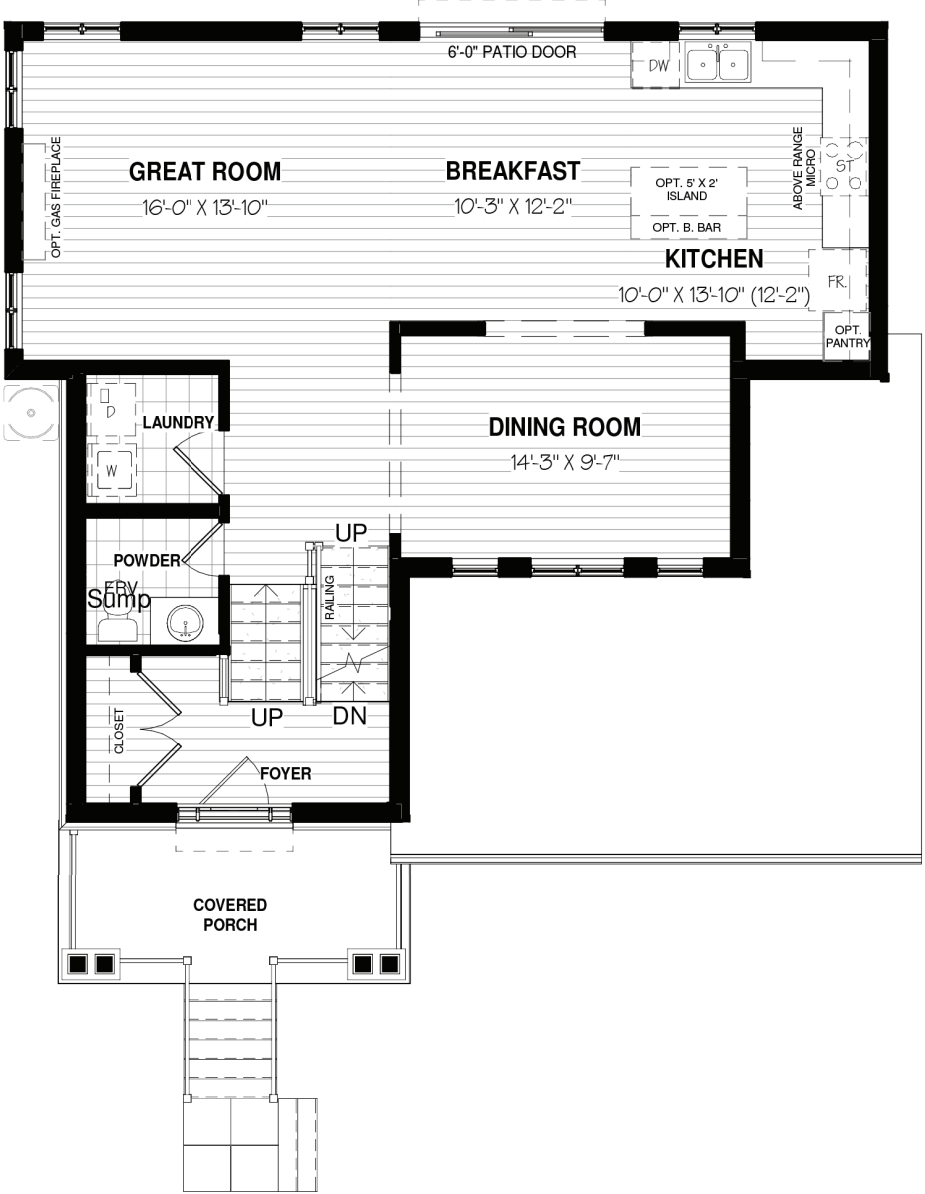 6'-0" PATIO DOOR
DW
GREAT ROOM
16'-0" X 13'-10"
OPT. GAS FIREPLACE
BREAKFAST
10'-3" X 12'-2"
OPT. 5' X 2'
ISLAND
OPT. B. BAR
ABOVE RANGE
MICRO
ST
KITCHEN
10'-0" X 13'-10" (12'-2")
FR.
OPT.
PANTRY
D
LAUNDRY
W
DINING ROOM
14'-3" X 9'-7"
UP
POWDER
ERV
Sump
RAILING
UP
DN
CLOSET
FOYER
COVERED
PORCH